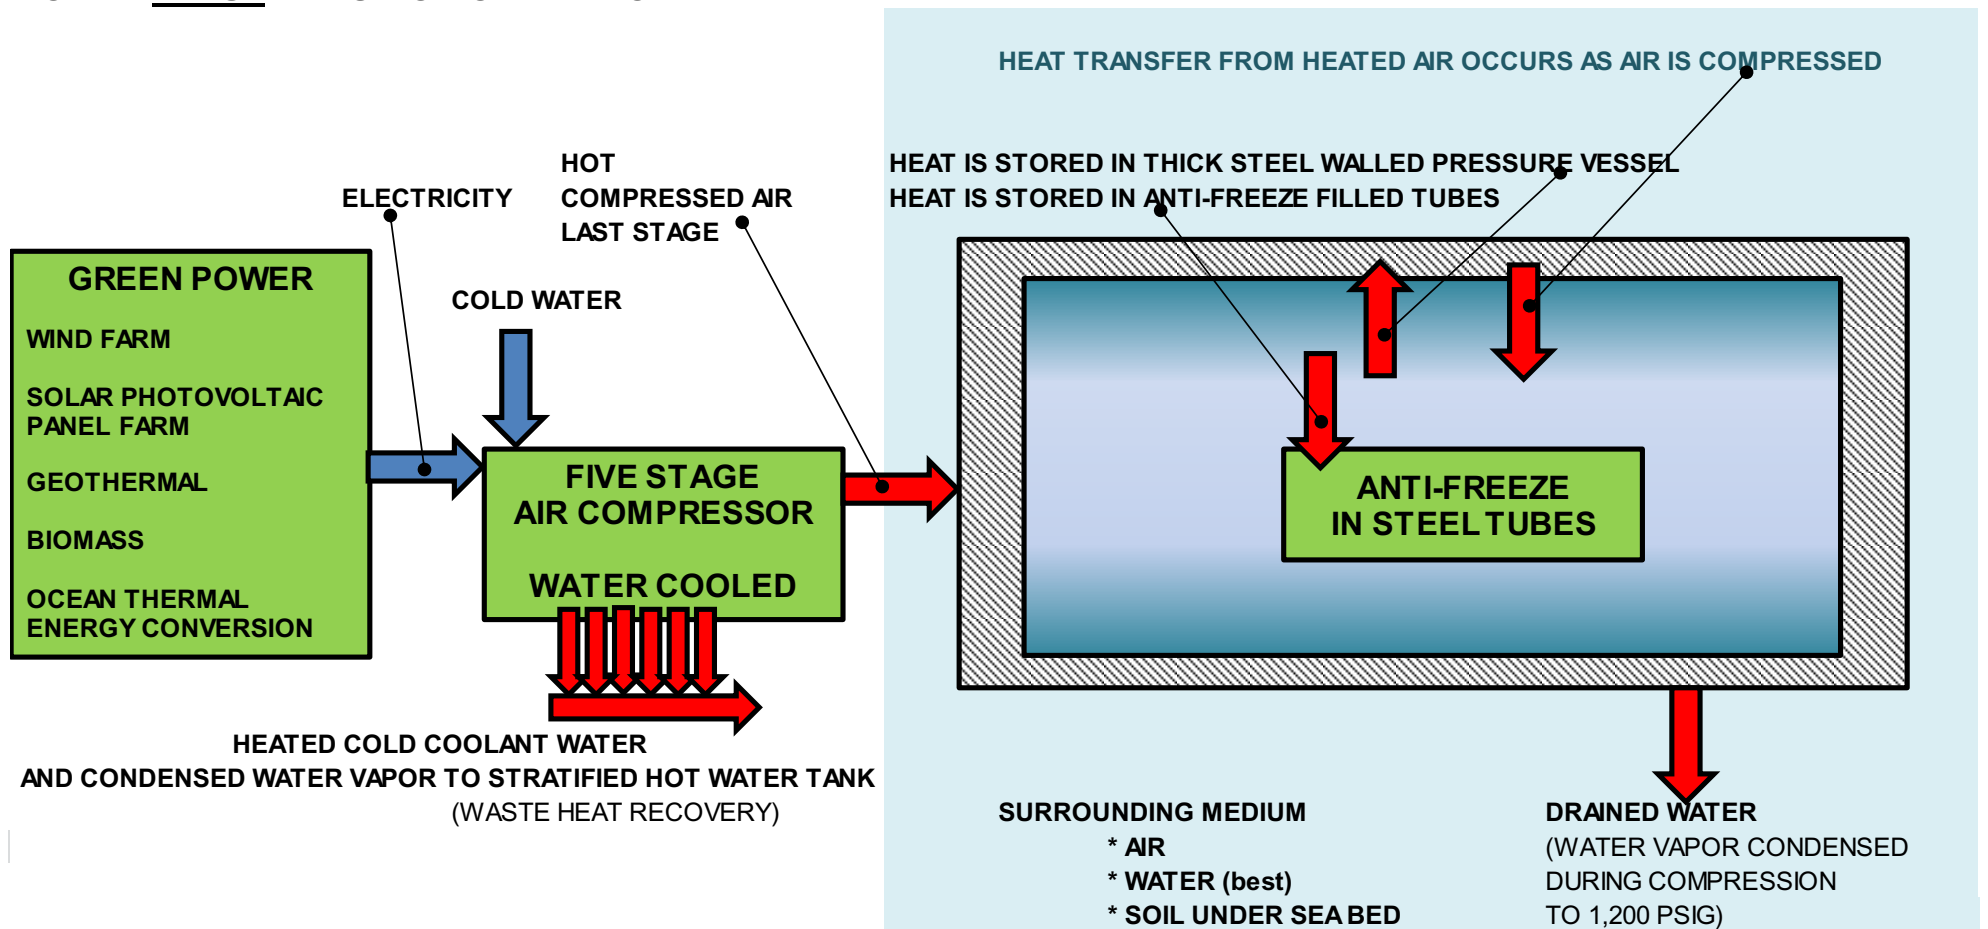 HEAT TRANSFER FROM HEATED AIR OCCURS AS AIR IS COMPRESSED
HOT
COMPRESSED AIR
LAST STAGE
ELECTRICITY
HEAT IS STORED IN THICK STEEL WALLED PRESSURE VESSEL
HEAT IS STORED IN ANTI-FREEZE FILLED TUBES
GREEN POWER
WIND FARM
SOLAR PHOTOVOLTAIC
PANEL FARM
GEOTHERMAL
BIOMASS
OCEAN THERMAL
ENERGY CONVERSION
COLD WATER
FIVE STAGE
AIR COMPRESSOR
WATER COOLED
ANTI-FREEZE
IN STEEL TUBES
HEATED COLD COOLANT WATER
AND CONDENSED WATER VAPOR TO STRATIFIED HOT WATER TANK
(WASTE HEAT RECOVERY)
SURROUNDING MEDIUM
* AIR
* WATER (best)
* SOIL UNDER SEA BED
DRAINED WATER
(WATER VAPOR CONDENSED
DURING COMPRESSION
TO 1,200 PSIG)